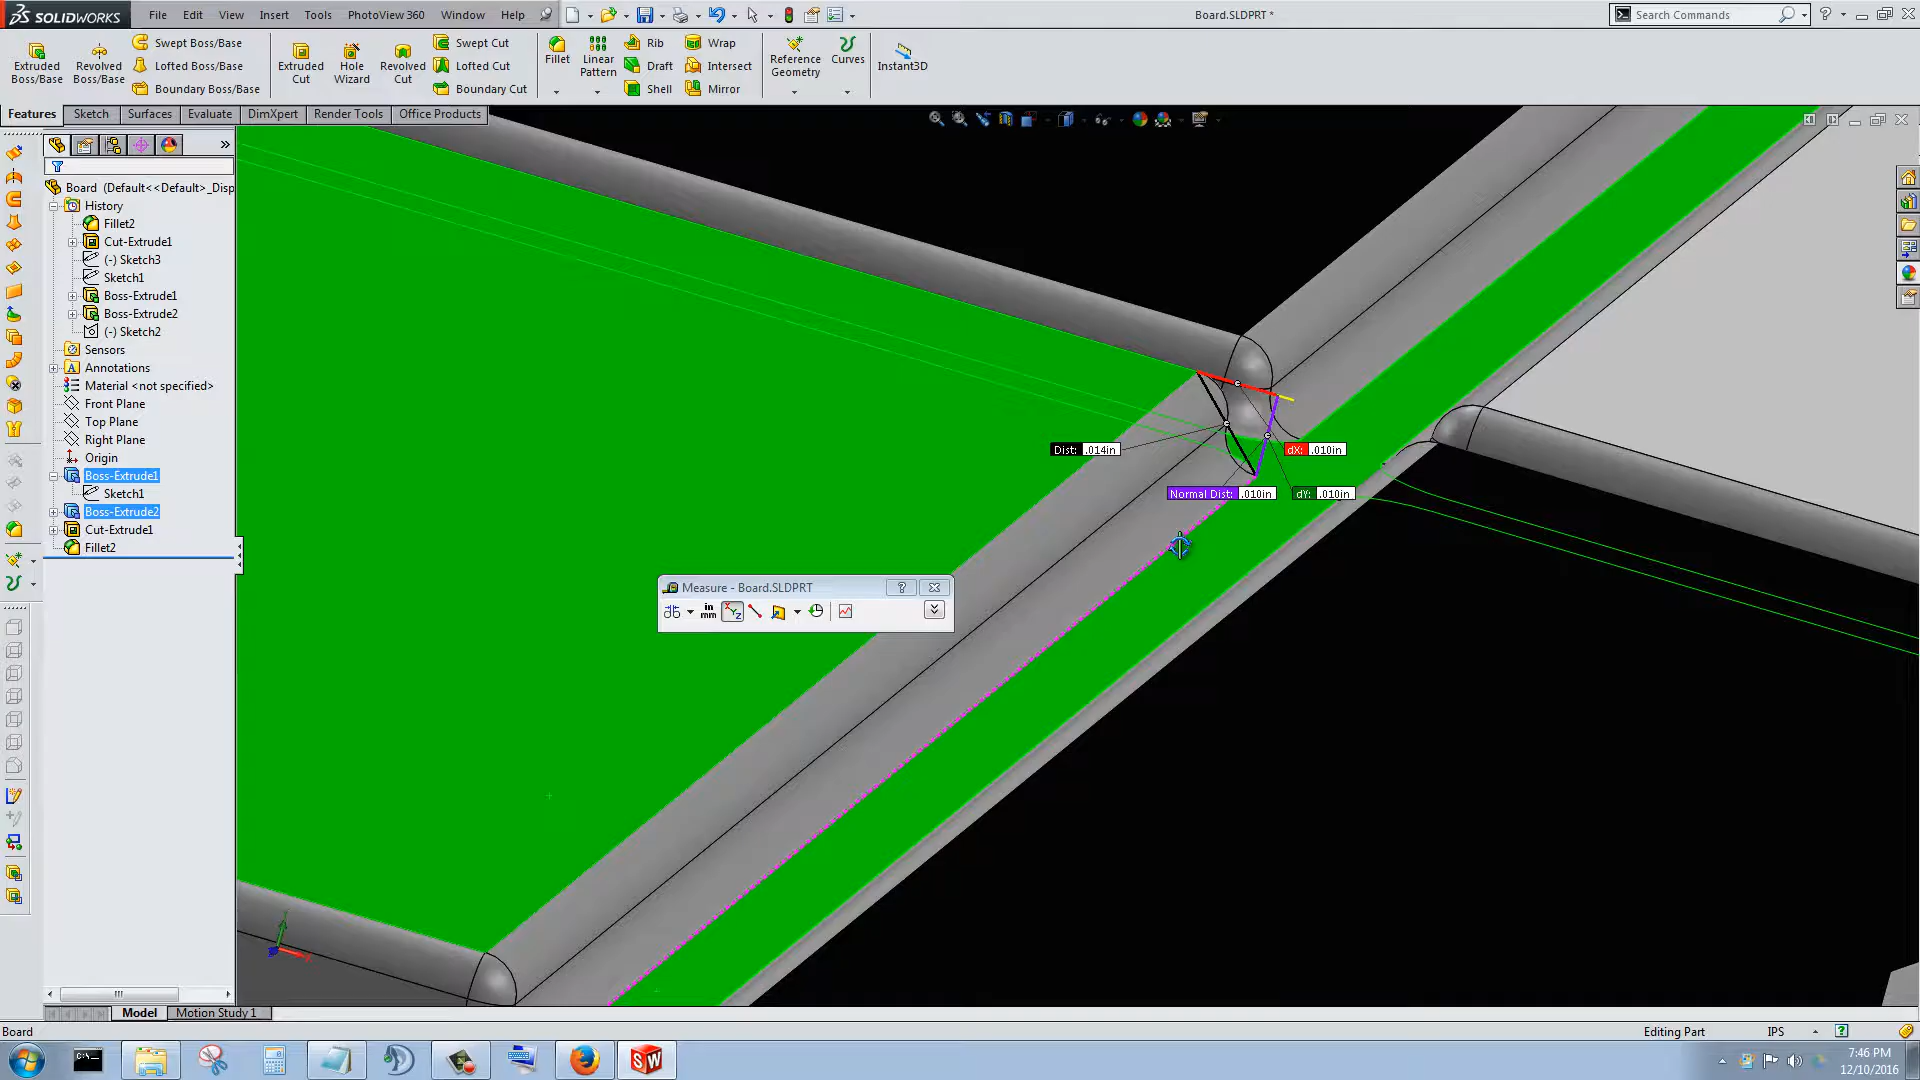 SOLIDWORKS
File Edit View Insert Tools PhotoView 360 Window Help
Board.SLDPRT *
Search Commands
Extruded Boss/Base
Revolved Boss/Base
Swept Boss/Base
Lofted Boss/Base
Boundary Boss/Base
Extruded Cut
Hole Wizard
Revolved Cut
Swept Cut
Lofted Cut
Boundary Cut
Fillet
Linear Pattern
Rib
Draft
Shell
Wrap
Intersect
Mirror
Reference Geometry
Curves
Instant3D
Features Sketch Surfaces Evaluate DimXpert Render Tools Office Products
Board (Default<<Default>_Disp
History
Fillet2
Cut-Extrude1
(-) Sketch3
Sketch1
Boss-Extrude1
Boss-Extrude2
(-) Sketch2
Sensors
Annotations
Material <not specified>
Front Plane
Top Plane
Right Plane
Origin
Boss-Extrude1
Sketch1
Boss-Extrude2
Cut-Extrude1
Fillet2
Dist: .014in
dX: .010in
Normal Dist: .010in
dY: .010in
Measure - Board.SLDPRT
in
mm
Model Motion Study 1
Board
Editing Part
IPS
7:46 PM
12/10/2016